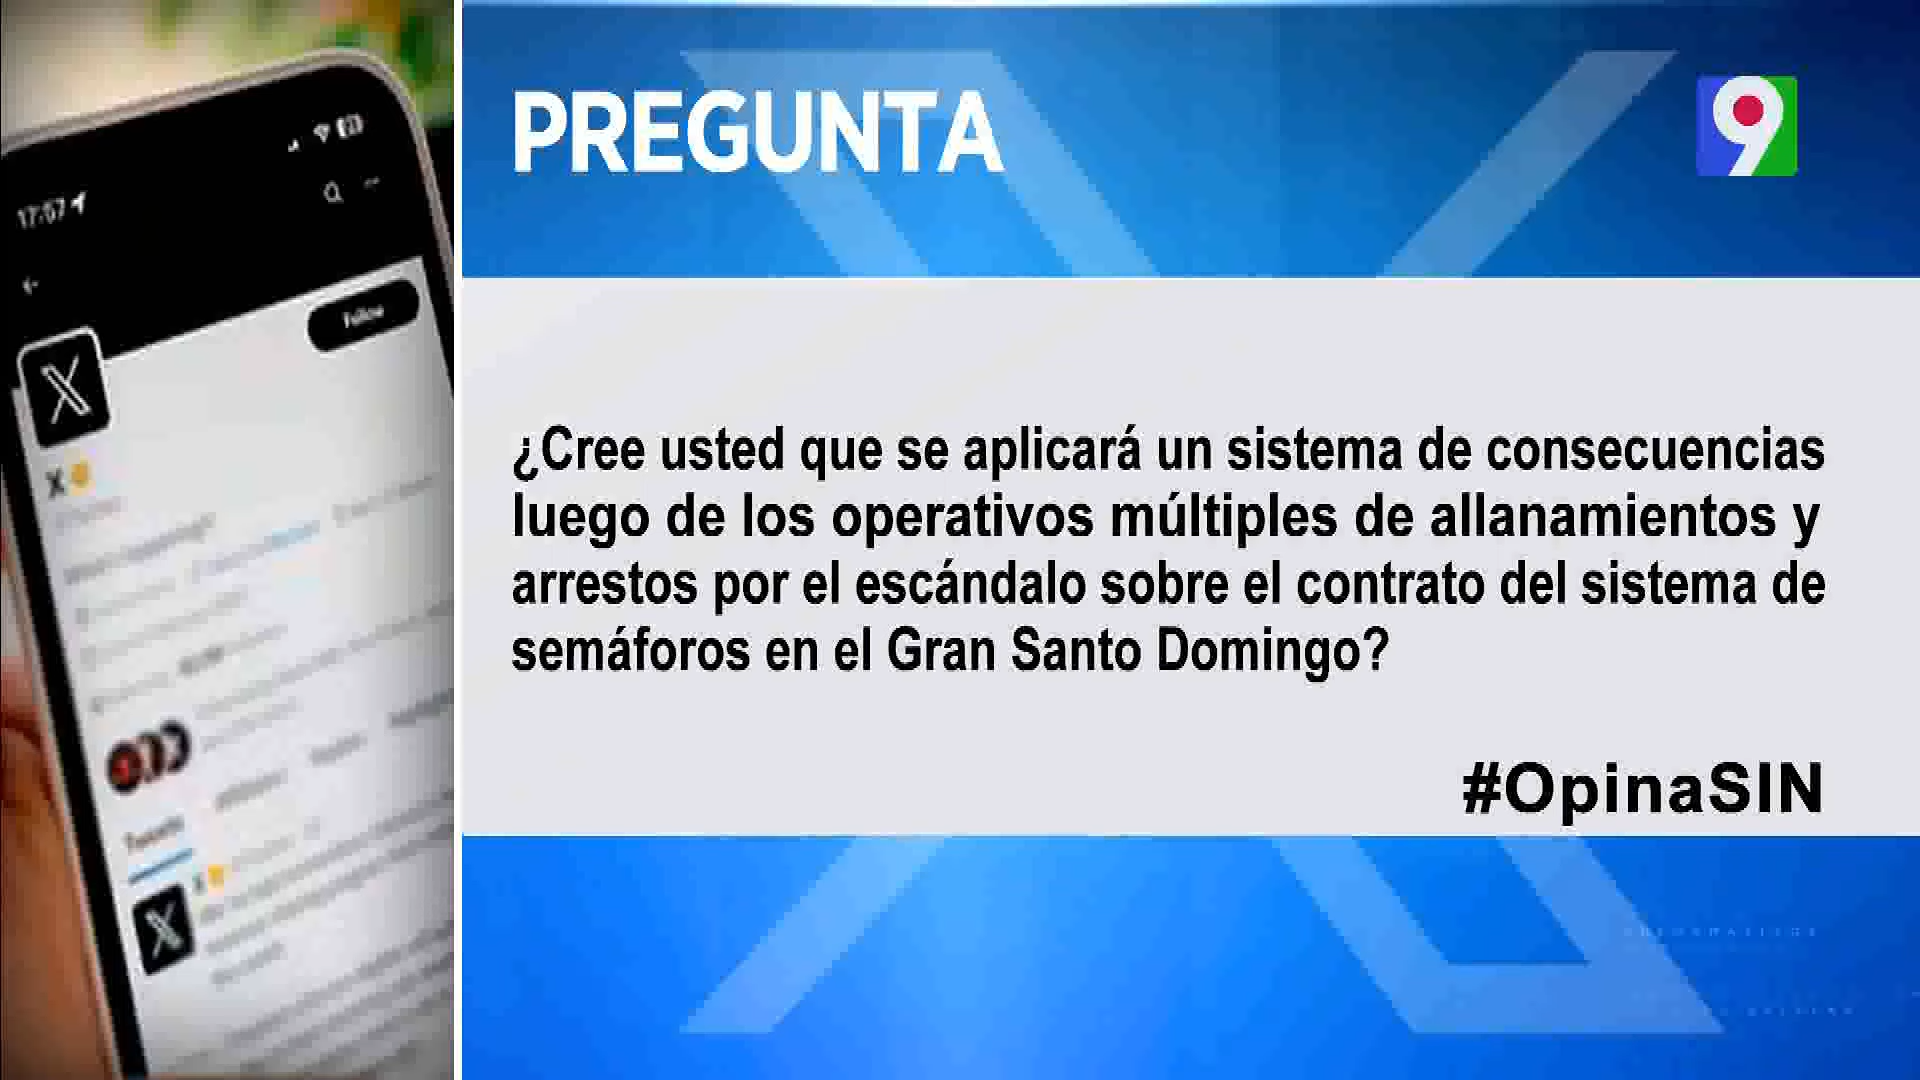 17:57
Follow
X
PREGUNTA
9
¿Cree usted que se aplicará un sistema de consecuencias
luego de los operativos múltiples de allanamientos y
arrestos por el escándalo sobre el contrato del sistema de
semáforos en el Gran Santo Domingo?
#OpinaSIN